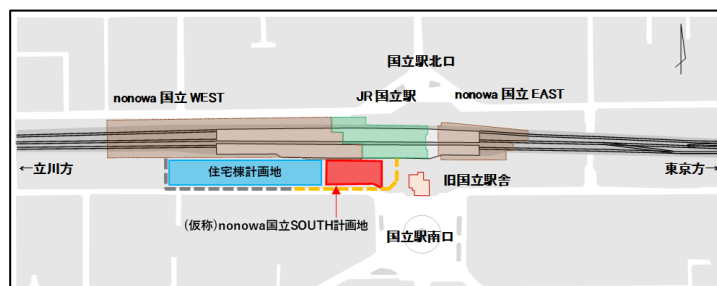 国立駅北口
nonowa 国立 WEST
JR 国立駅
nonowa 国立 EAST
←立川方
住宅棟計画地
旧国立駅舎
東京方→
(仮称)nonowa国立SOUTH計画地
国立駅南口